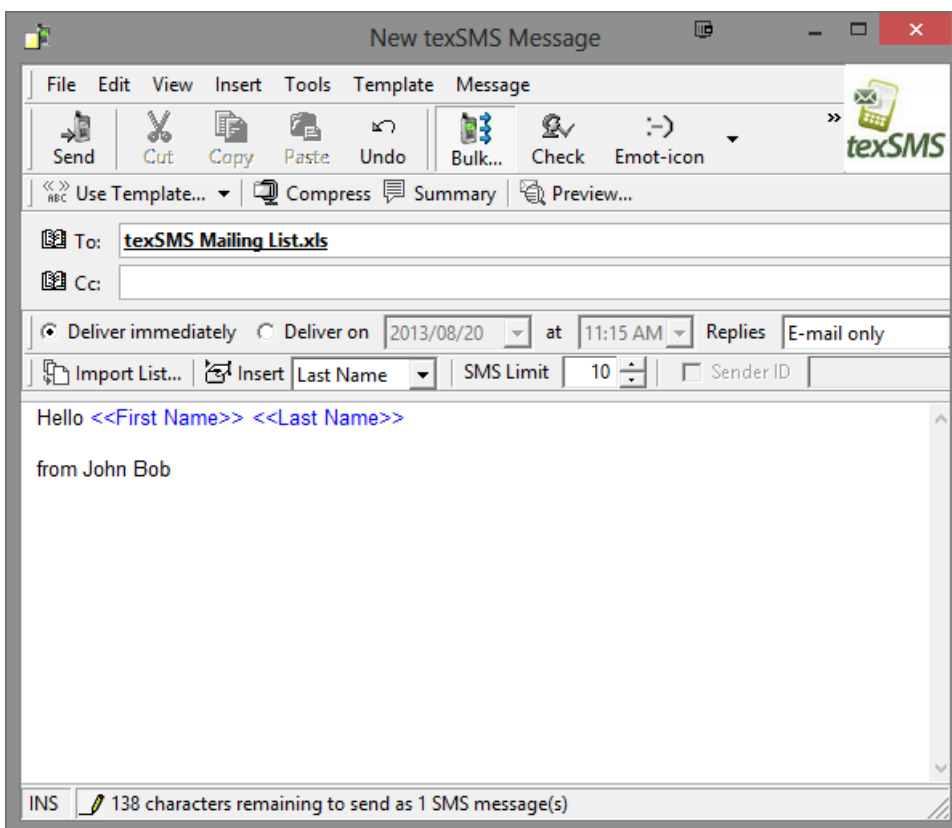 New texSMS Message
File Edit View Insert Tools Template Message
Send Cut Copy Paste Undo Bulk... Check Emot-icon »
texSMS
«» ABC Use Template... Compress Summary Preview...
To: texSMS Mailing List.xls
Cc:
Deliver immediately Deliver on 2013/08/20 at 11:15 AM Replies E-mail only
Import List... Insert Last Name SMS Limit 10 Sender ID
Hello <<First Name>> <<Last Name>>
from John Bob
INS 138 characters remaining to send as 1 SMS message(s)